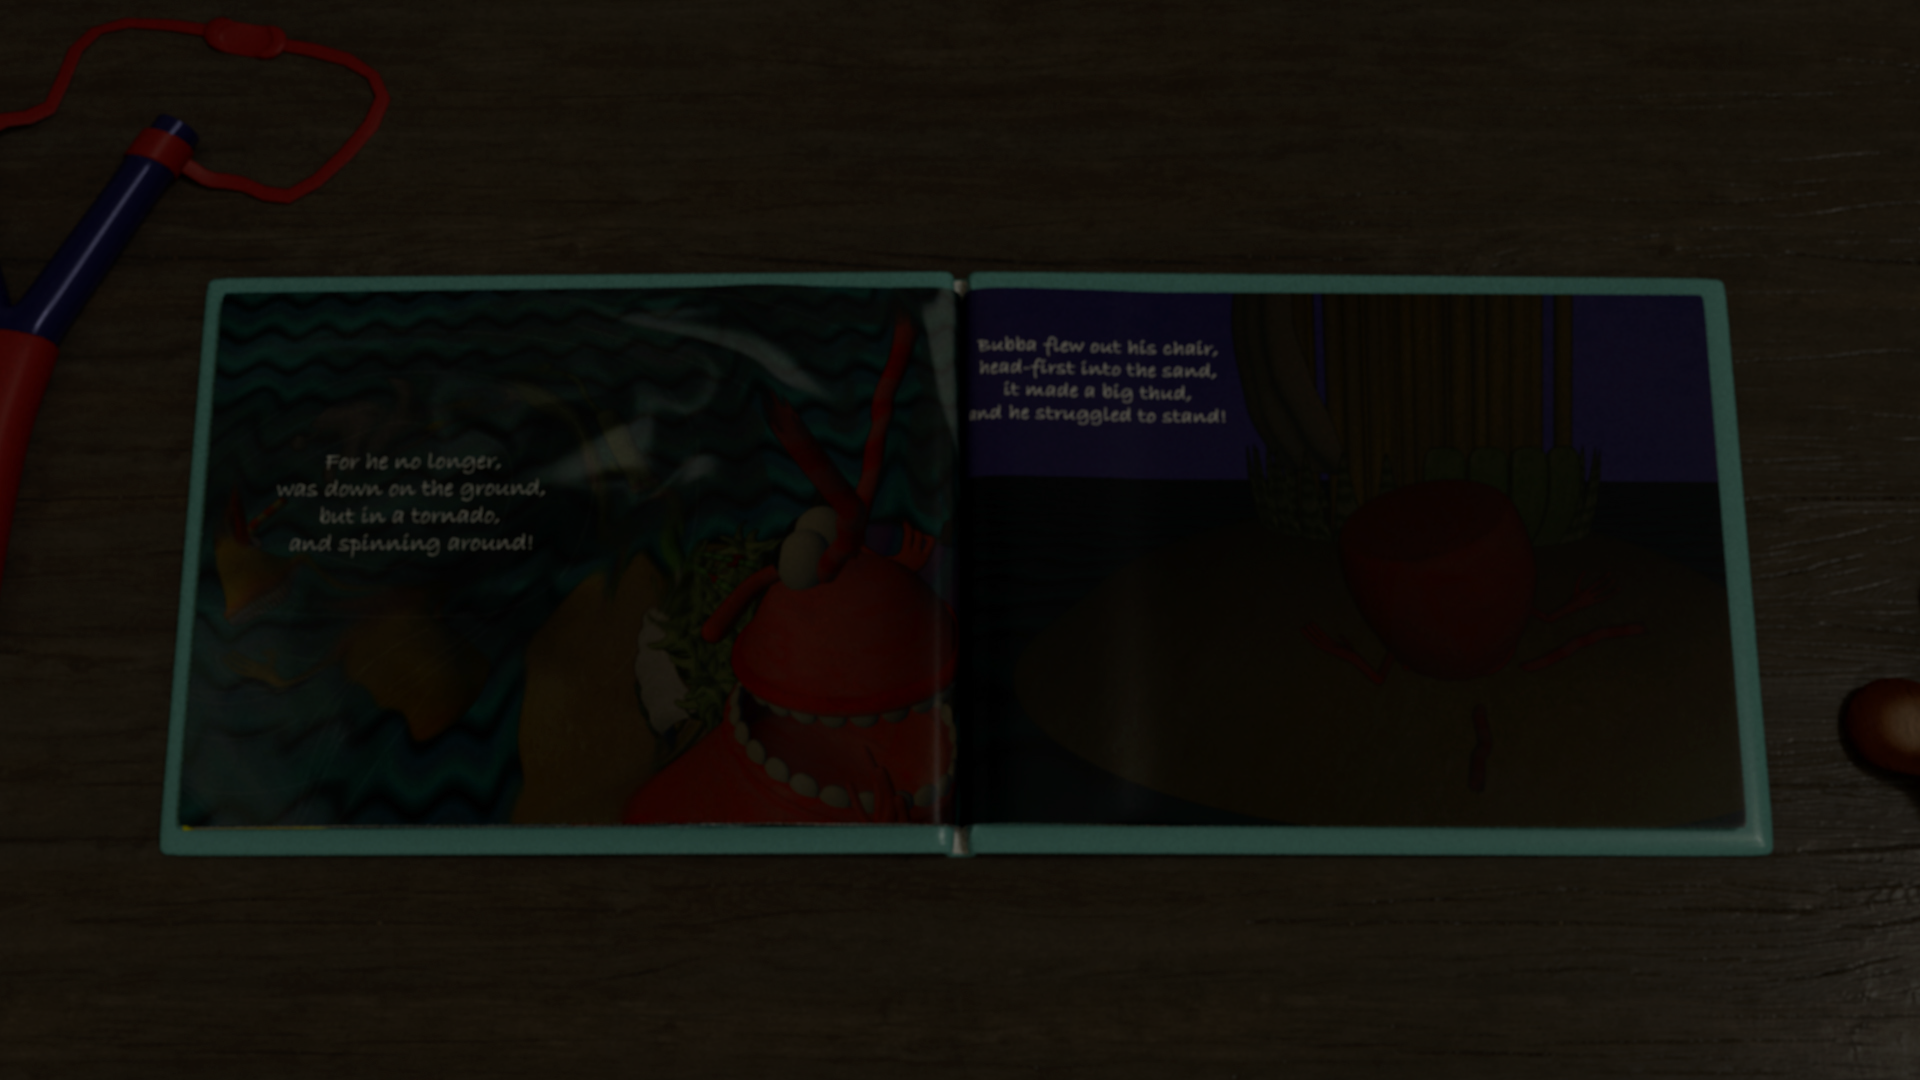 For he no longer,
was down on the ground,
but in a tornado,
and spinning around!
Bubba flew out his chair,
head-first into the sand,
it made a big thud,
and he struggled to stand!